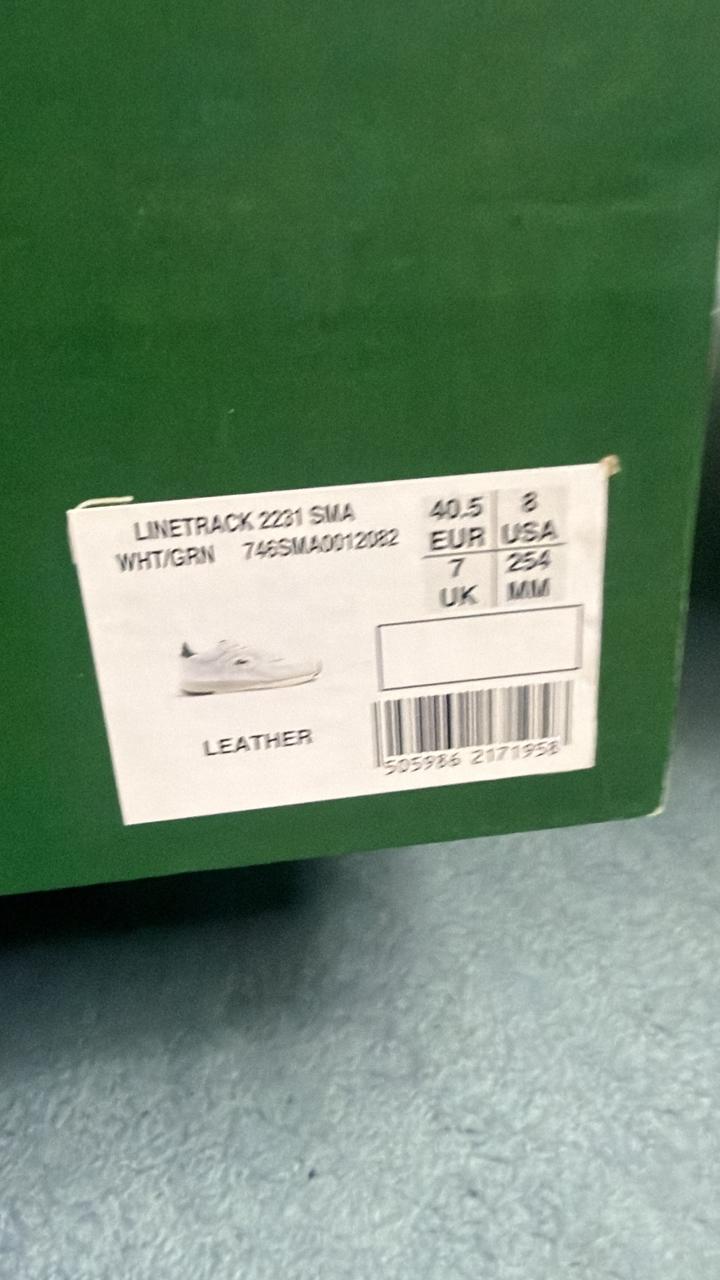 LINETRACK 2231 SMA
WHT/GRN 746SMA0012082
40.5 8
EUR USA
7 254
UK MM
LEATHER
505986 2171958